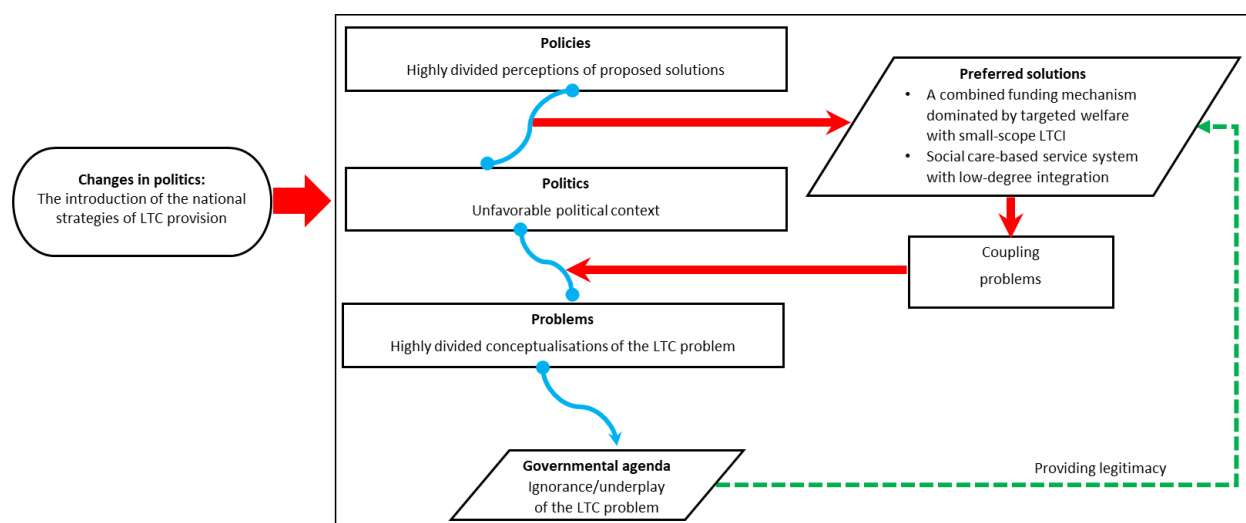 Changes in politics:
The introduction of the national
strategies of LTC provision
Policies
Highly divided perceptions of proposed solutions
Politics
Unfavorable political context
Problems
Highly divided conceptualisations of the LTC problem
Governmental agenda
Ignorance/underplay
of the LTC problem
Preferred solutions
• A combined funding mechanism
dominated by targeted welfare
with small-scope LTCI
• Social care-based service system
with low-degree integration
Coupling
problems
Providing legitimacy